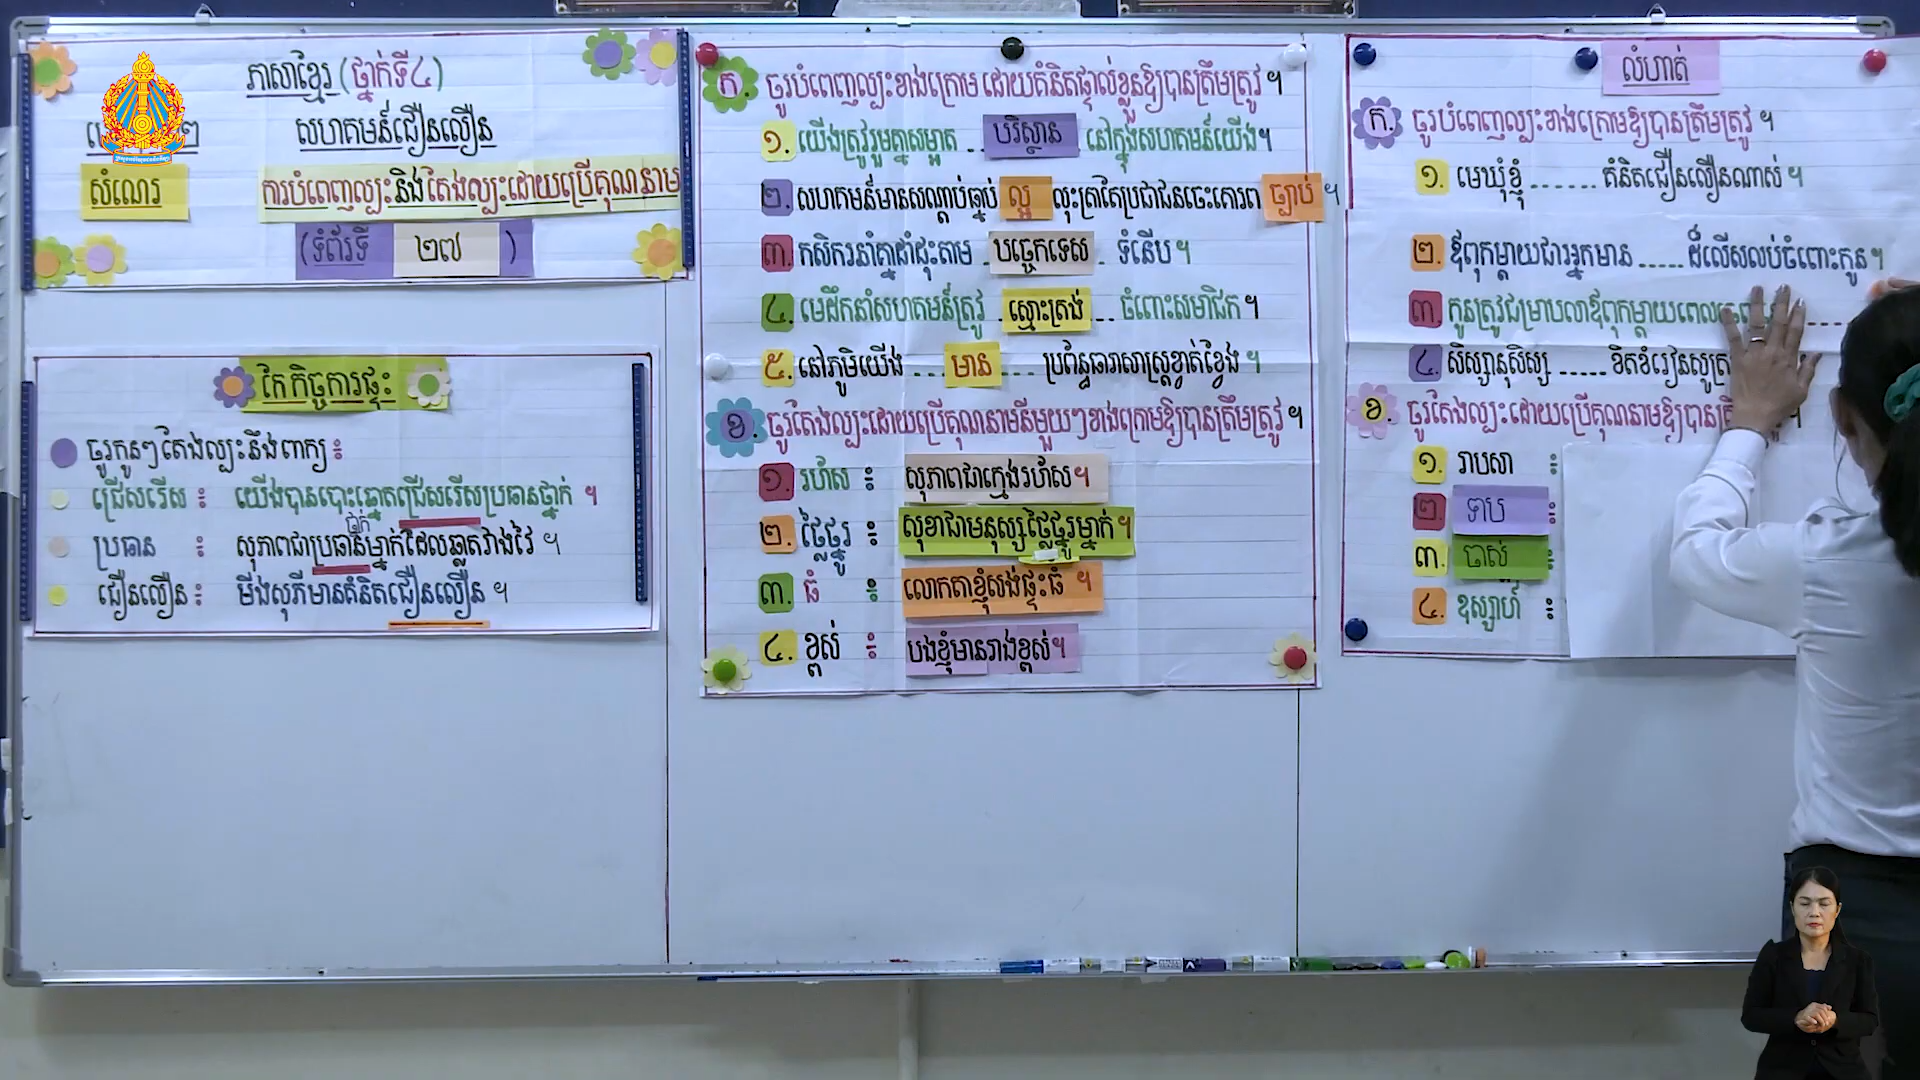 ភាសាខ្មែរ (ថ្នាក់ទី៤)
សហគមន៍ជឿនលឿន
សំណេរ
ការបំពេញល្បះនិងតែងល្បះដោយប្រើគុណនាម
(ទំព័រទី ២៧ )
កែកិច្ចការផ្ទះ
ចូរកូនៗតែងល្បះនឹងពាក្យ ៖
ជ្រើសរើស ៖ យើងបានបោះឆ្នោតជ្រើសរើសប្រធានថ្នាក់ ។
ថ្នាក់
ប្រធាន ៖ សុភាពជាប្រធានម្នាក់ដែលឆ្លាតវាងវៃ ។
ជឿនលឿន ៖ មីងសុភីមានគំនិតជឿនលឿន ។
ក. ចូរបំពេញល្បះខាងក្រោម ដោយគំនិតផ្ទាល់ខ្លួនឱ្យបានត្រឹមត្រូវ ។
១. យើងត្រូវរួមគ្នាសម្អាត .. បរិស្ថាន . នៅក្នុងសហគមន៍យើង។
២. សហគមន៍មានសណ្តាប់ធ្នាប់ ល្អ លុះត្រាតែប្រជាជនចេះគោរព ច្បាប់ ។
៣. កសិករនាំគ្នាដាំដុះតាម . បច្ចេកទេស . ទំនើប ។
៤. មេដឹកនាំសហគមន៍ត្រូវ . ស្មោះត្រង់ ... ចំពោះសមាជិក ។
៥. នៅភូមិយើង ... មាន ... ប្រព័ន្ធធារាសាស្ត្រខ្វាត់ខ្វែង ។
ខ. ចូរតែងល្បះដោយប្រើគុណនាមនីមួយៗខាងក្រោមឱ្យបានត្រឹមត្រូវ ។
១. រហ័ស ៖ សុភាពជាក្មេងរហ័ស។
២. ថ្លៃថ្នូរ ៖ សុខាជាមនុស្សថ្លៃថ្នូរម្នាក់។
៣. ធំ ៖ លោកតាខ្ញុំសង់ផ្ទះធំ ។
៤. ខ្ពស់ ៖ បងខ្ញុំមានរាងខ្ពស់។
លំហាត់
ក. ចូរបំពេញល្បះខាងក្រោមឱ្យបានត្រឹមត្រូវ ។
១. មេឃុំខ្ញុំ ....... គំនិតជឿនលឿនណាស់ ។
២. ឪពុកម្តាយជាអ្នកមាន ..... ដ៏លើសលប់ចំពោះកូន។
៣. កូនត្រូវជម្រាបលាឪពុកម្តាយពេល
៤. សិស្សានុសិស្ស ..... ខិតខំរៀនសូត្រ
ខ. ចូរតែងល្បះដោយប្រើគុណនាមឱ្យបាន
១. រាបសា ៖
២. ទាប ៖
៣. ចាស់ ៖
៤. ឧស្សាហ៍ ៖